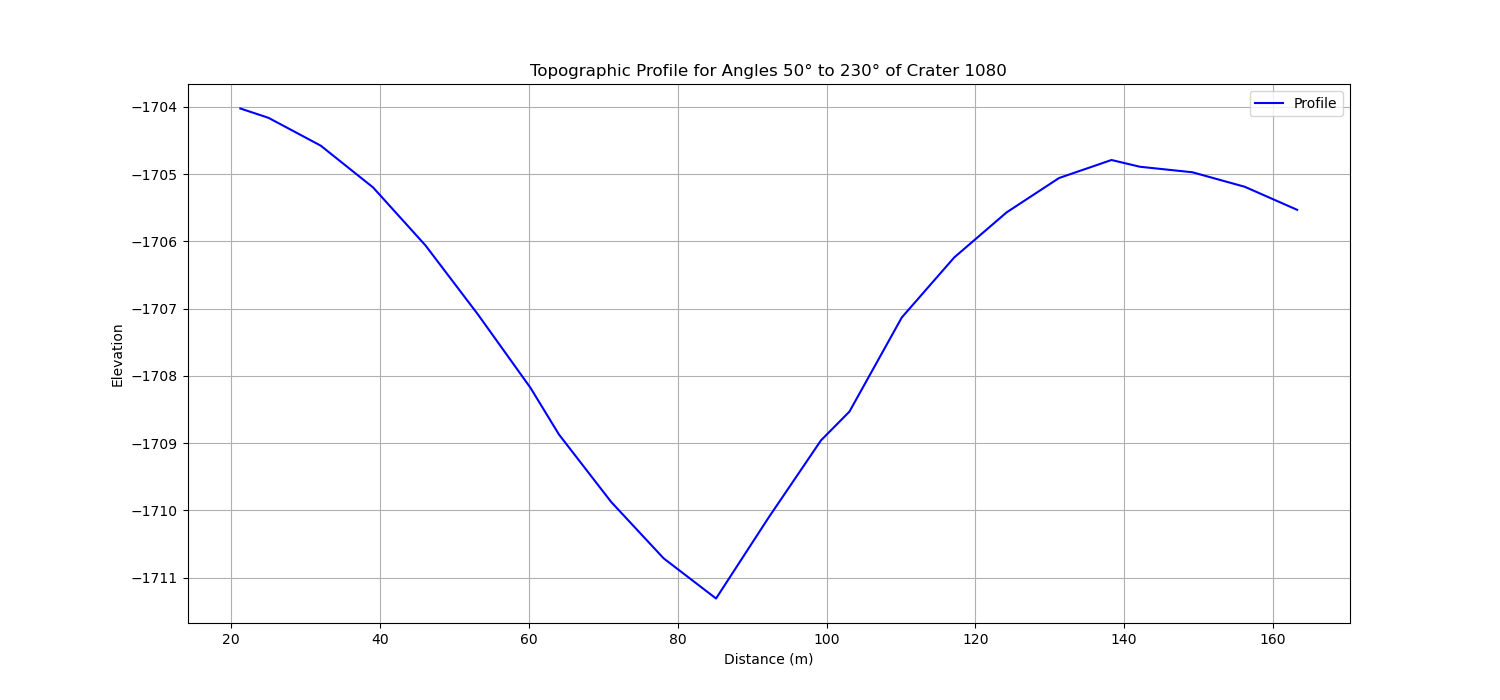 Topographic Profile for Angles 50° to 230° of Crater 1080
Profile
−1704
−1705
−1706
−1707
−1708
−1709
−1710
−1711
Elevation
20 40 60 80 100 120 140 160
Distance (m)